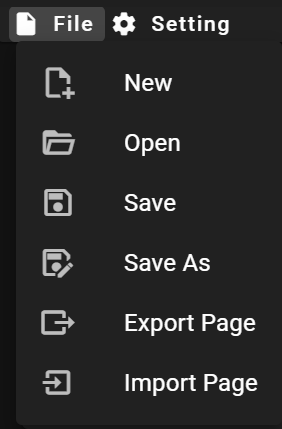 File Setting
New
Open
Save
Save As
Export Page
Import Page